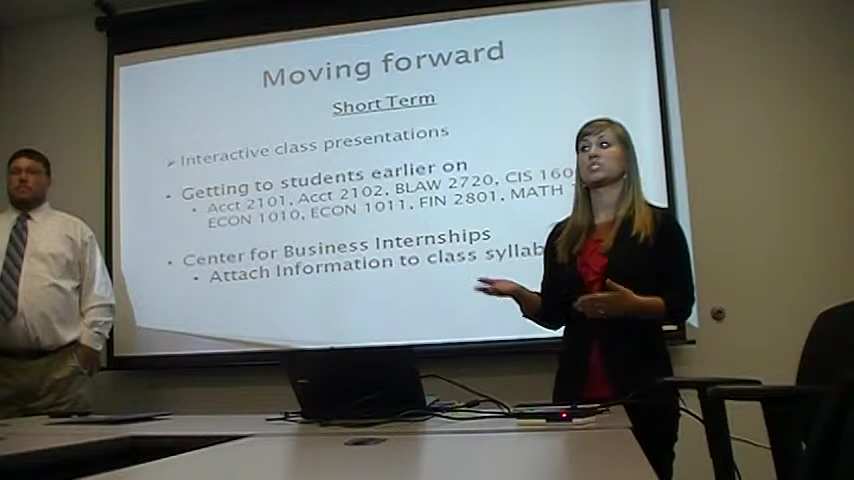 Moving forward
Short Term
Interactive class presentations
Getting to students earlier on
Acct 2101, Acct 2102, BLAW 2720, CIS 160
ECON 1010, ECON 1011, FIN 2801, MATH
Center for Business Internships
Attach Information to class syllab